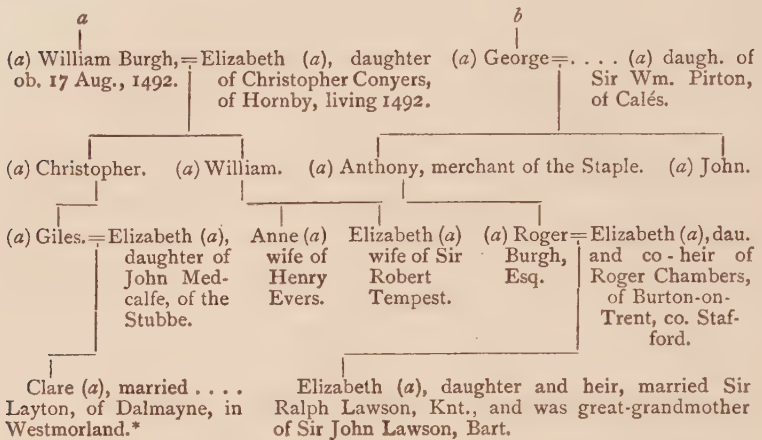 a b
(a) William Burgh,=Elizabeth (a), daughter (a) George=. . . . (a) daugh. of
ob. 17 Aug., 1492. of Christopher Conyers, Sir Wm. Pirton,
of Hornby, living 1492. of Calés.
(a) Christopher. (a) William. (a) Anthony, merchant of the Staple. (a) John.
(a) Giles.=Elizabeth (a), Anne (a) Elizabeth (a) (a) Roger=Elizabeth (a), dau.
daughter of wife of wife of Sir Burgh, and co-heir of
John Med- Henry Robert Esq. Roger Chambers,
calfe, of the Evers. Tempest. of Burton-on-
Stubbe. Trent, co. Staf-
ford.
Clare (a), married . . . . Elizabeth (a), daughter and heir, married Sir
Layton, of Dalmayne, in Ralph Lawson, Knt., and was great-grandmother
Westmorland.* of Sir John Lawson, Bart.